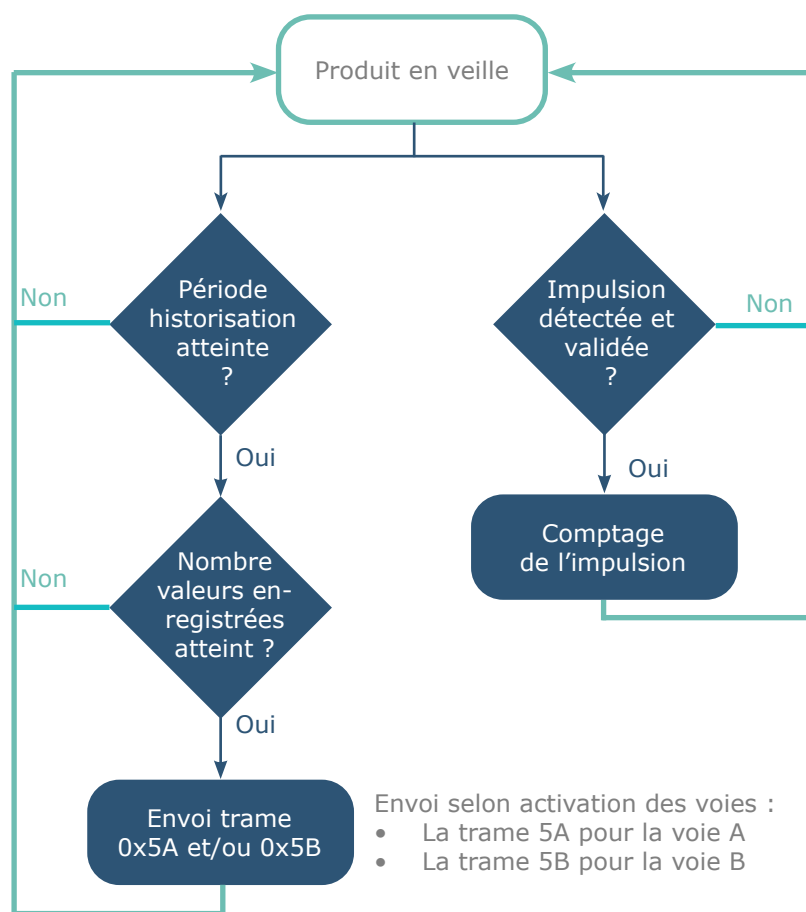 Produit en veille
Non
Période
historisation
atteinte
?
Impulsion
détectée et
validée
?
Non
Oui
Oui
Non
Nombre
valeurs en-
registrées
atteint ?
Comptage
de l’impulsion
Oui
Envoi trame
0x5A et/ou 0x5B
Envoi selon activation des voies :
• La trame 5A pour la voie A
• La trame 5B pour la voie B